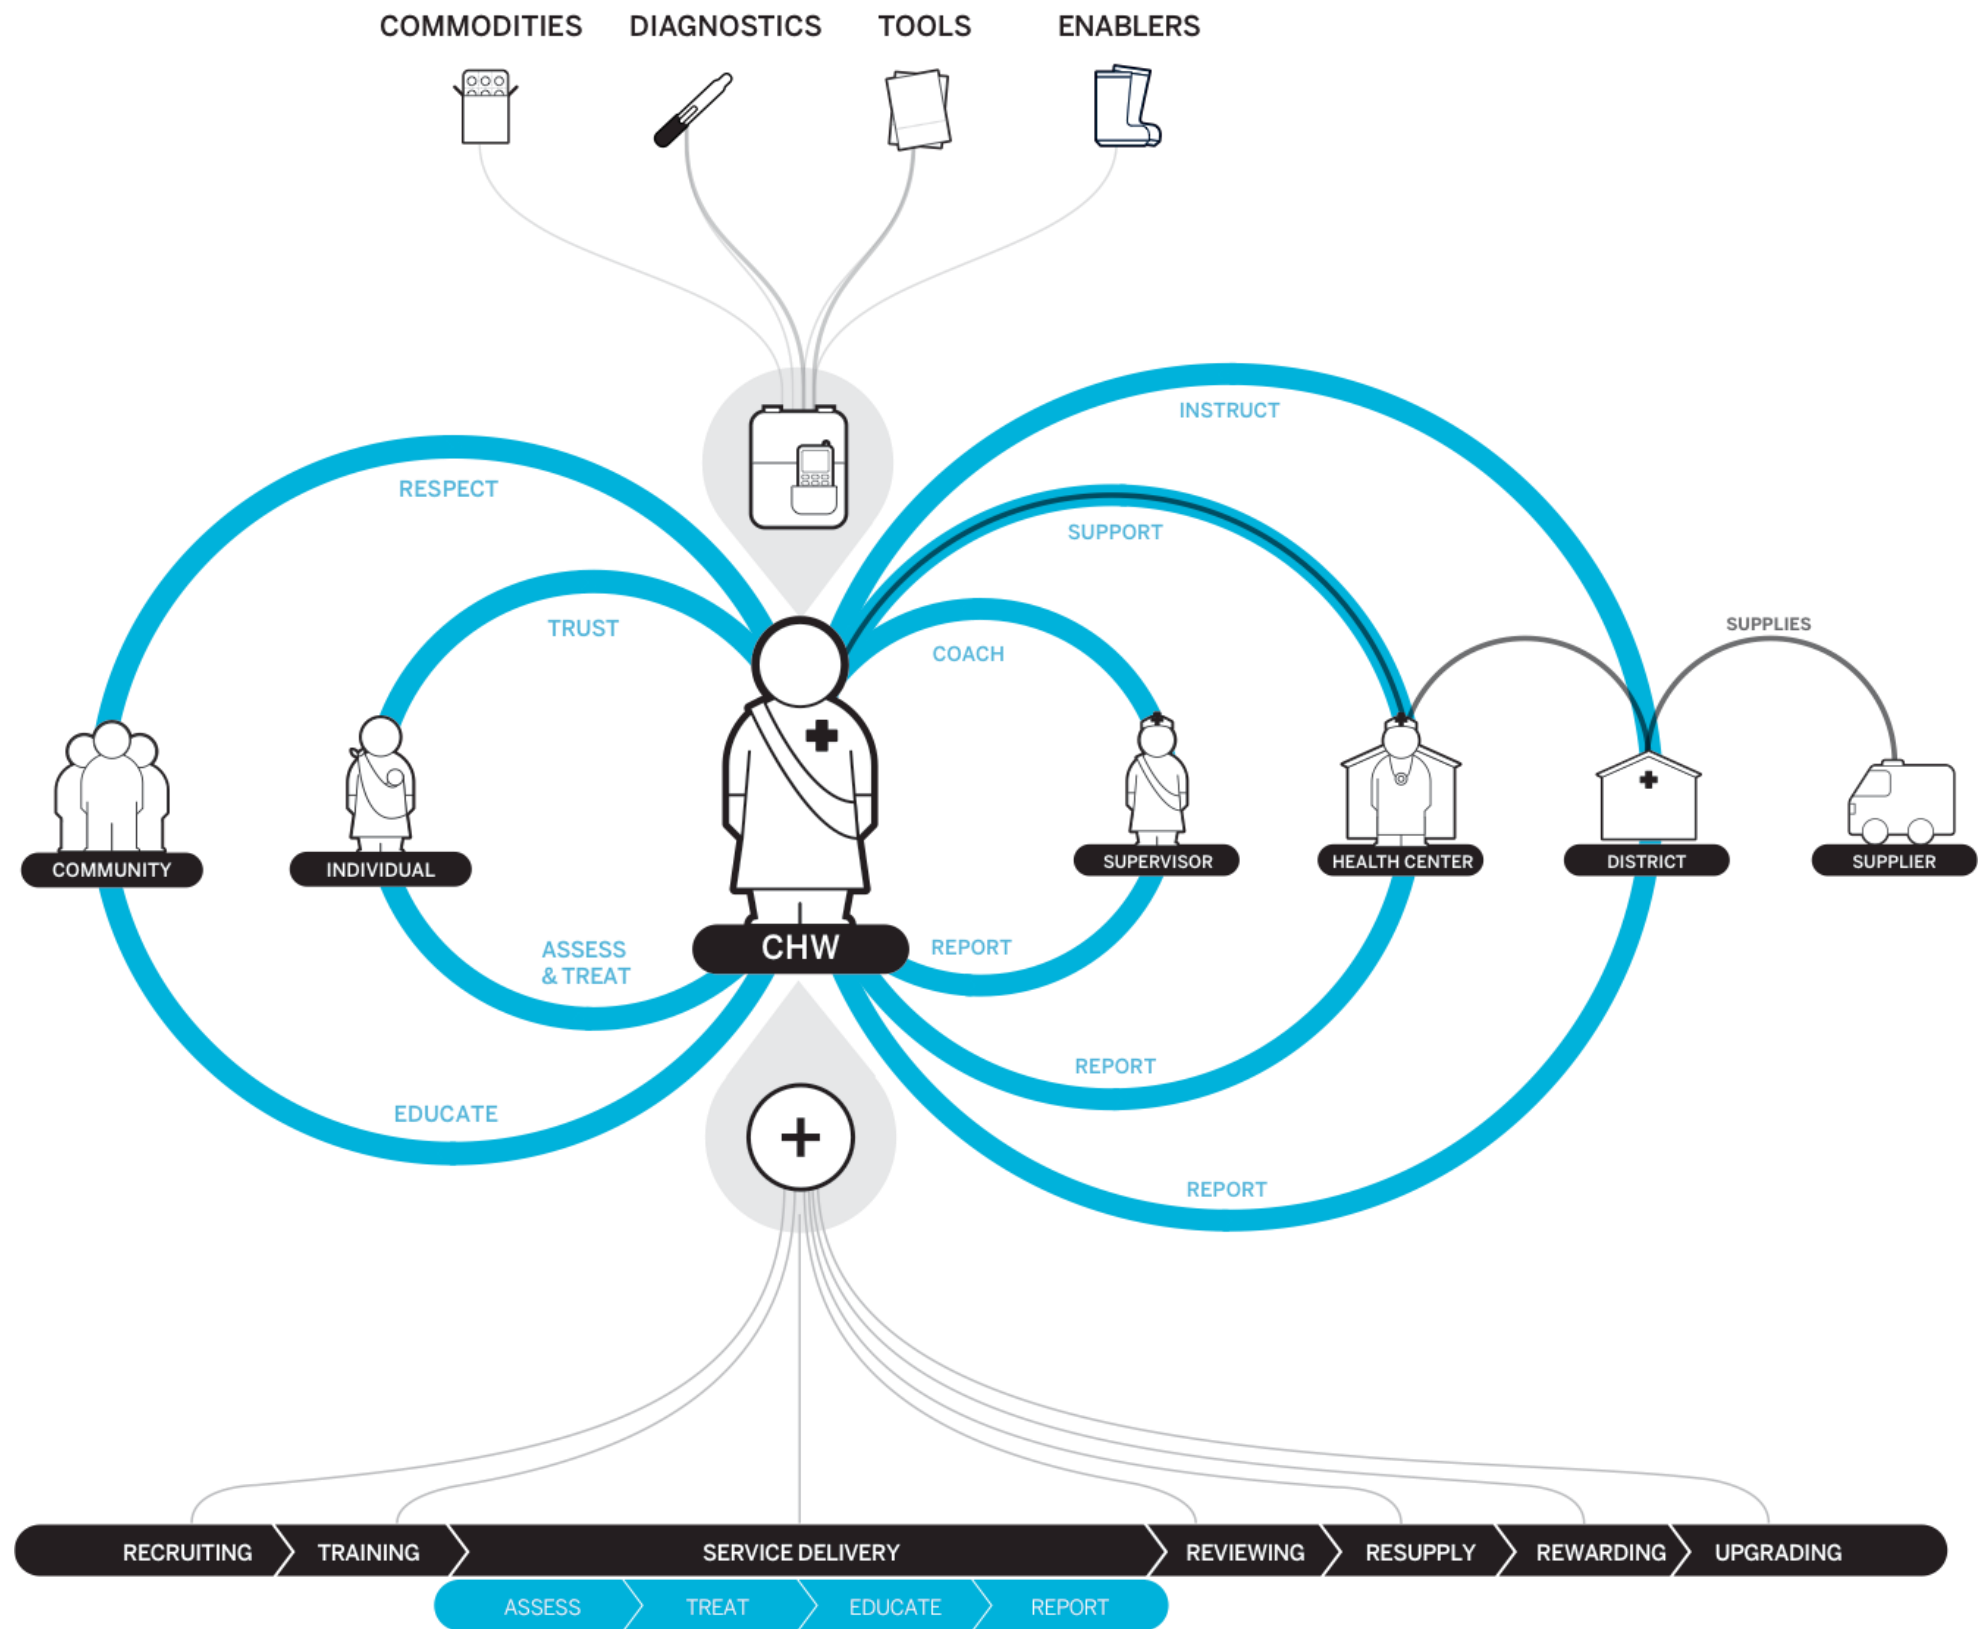 COMMODITIES DIAGNOSTICS TOOLS ENABLERS
INSTRUCT
RESPECT
SUPPORT
TRUST
COACH
SUPPLIES
COMMUNITY
INDIVIDUAL
SUPERVISOR
HEALTH CENTER
DISTRICT
SUPPLIER
CHW
ASSESS
& TREAT
REPORT
REPORT
EDUCATE
REPORT
RECRUITING TRAINING SERVICE DELIVERY REVIEWING RESUPPLY REWARDING UPGRADING
ASSESS TREAT EDUCATE REPORT